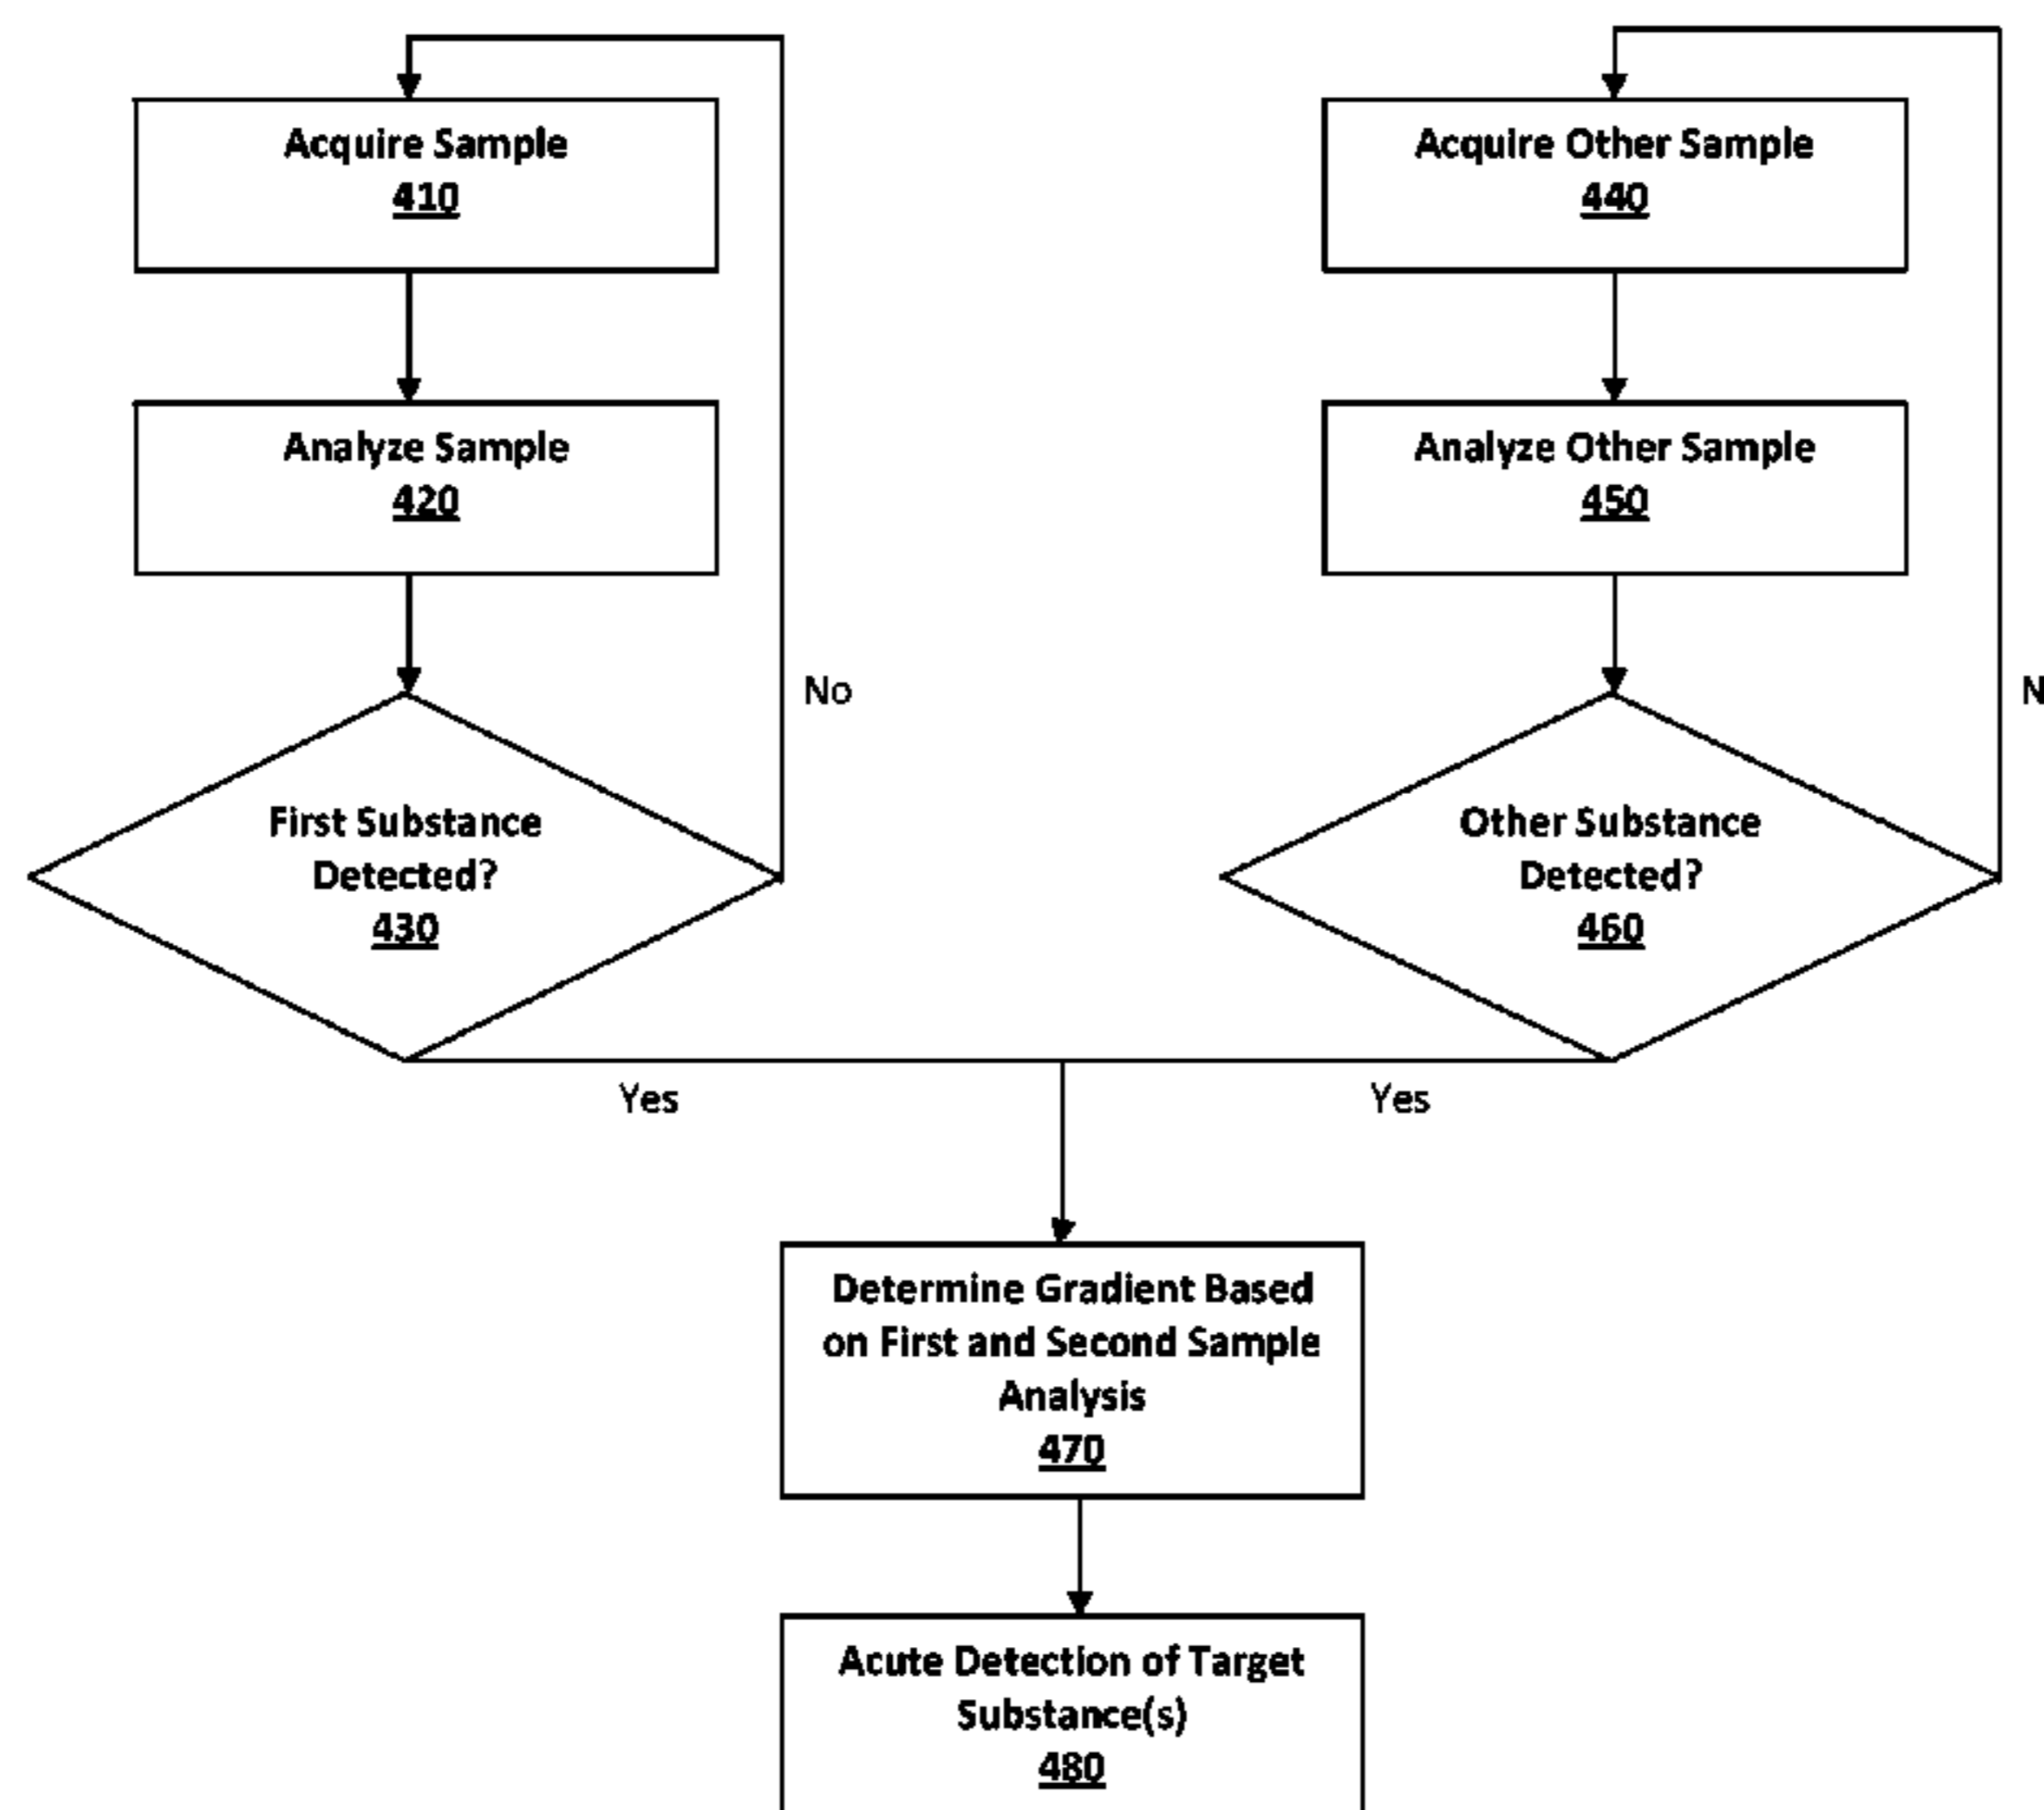 Acquire Sample
410
Analyze Sample
420
No
First Substance
Detected?
430
Yes
Acquire Other Sample
440
Analyze Other Sample
450
N
Other Substance
Detected?
460
Yes
Determine Gradient Based
on First and Second Sample
Analysis
470
Acute Detection of Target
Substance(s)
480